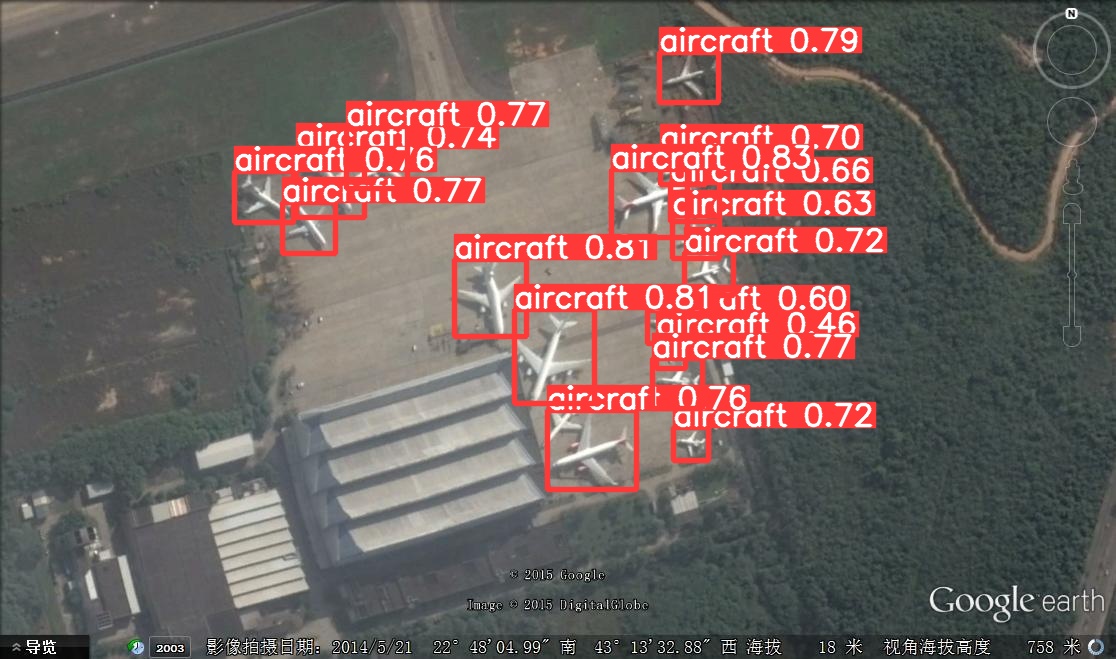 N
aircraft 0.79
aircraft 0.77
aircraft 0.74
aircraft 0.70
aircraft 0.76
aircraft 0.83
aircraft 0.66
aircraft 0.77
aircraft 0.63
aircraft 0.72
aircraft 0.81
aircraft 0.81
aircraft 0.60
aircraft 0.46
aircraft 0.77
aircraft 0.76
aircraft 0.72
© 2015 Google
Image © 2015 DigitalGlobe
Google earth
导览 2003 影像拍摄日期: 2014/5/21 22° 48'04.99" 南 43° 13'32.88" 西 海拔 18 米 视角海拔高度 758 米